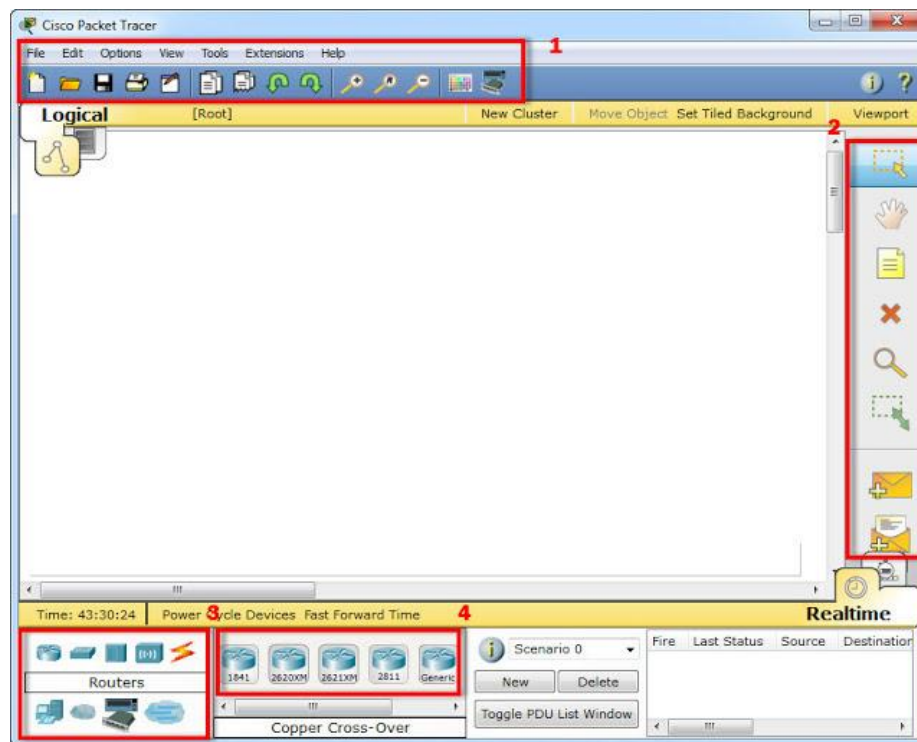 Cisco Packet Tracer
File Edit Options View Tools Extensions Help
1
Logical [Root] New Cluster Move Object Set Tiled Background Viewport
2
Time: 43:30:24 Power Cycle Devices Fast Forward Time Realtime
3
4
Routers
1841 2620XM 2621XM 2811 Generic
Copper Cross-Over
Scenario 0
New Delete
Toggle PDU List Window
Fire Last Status Source Destination